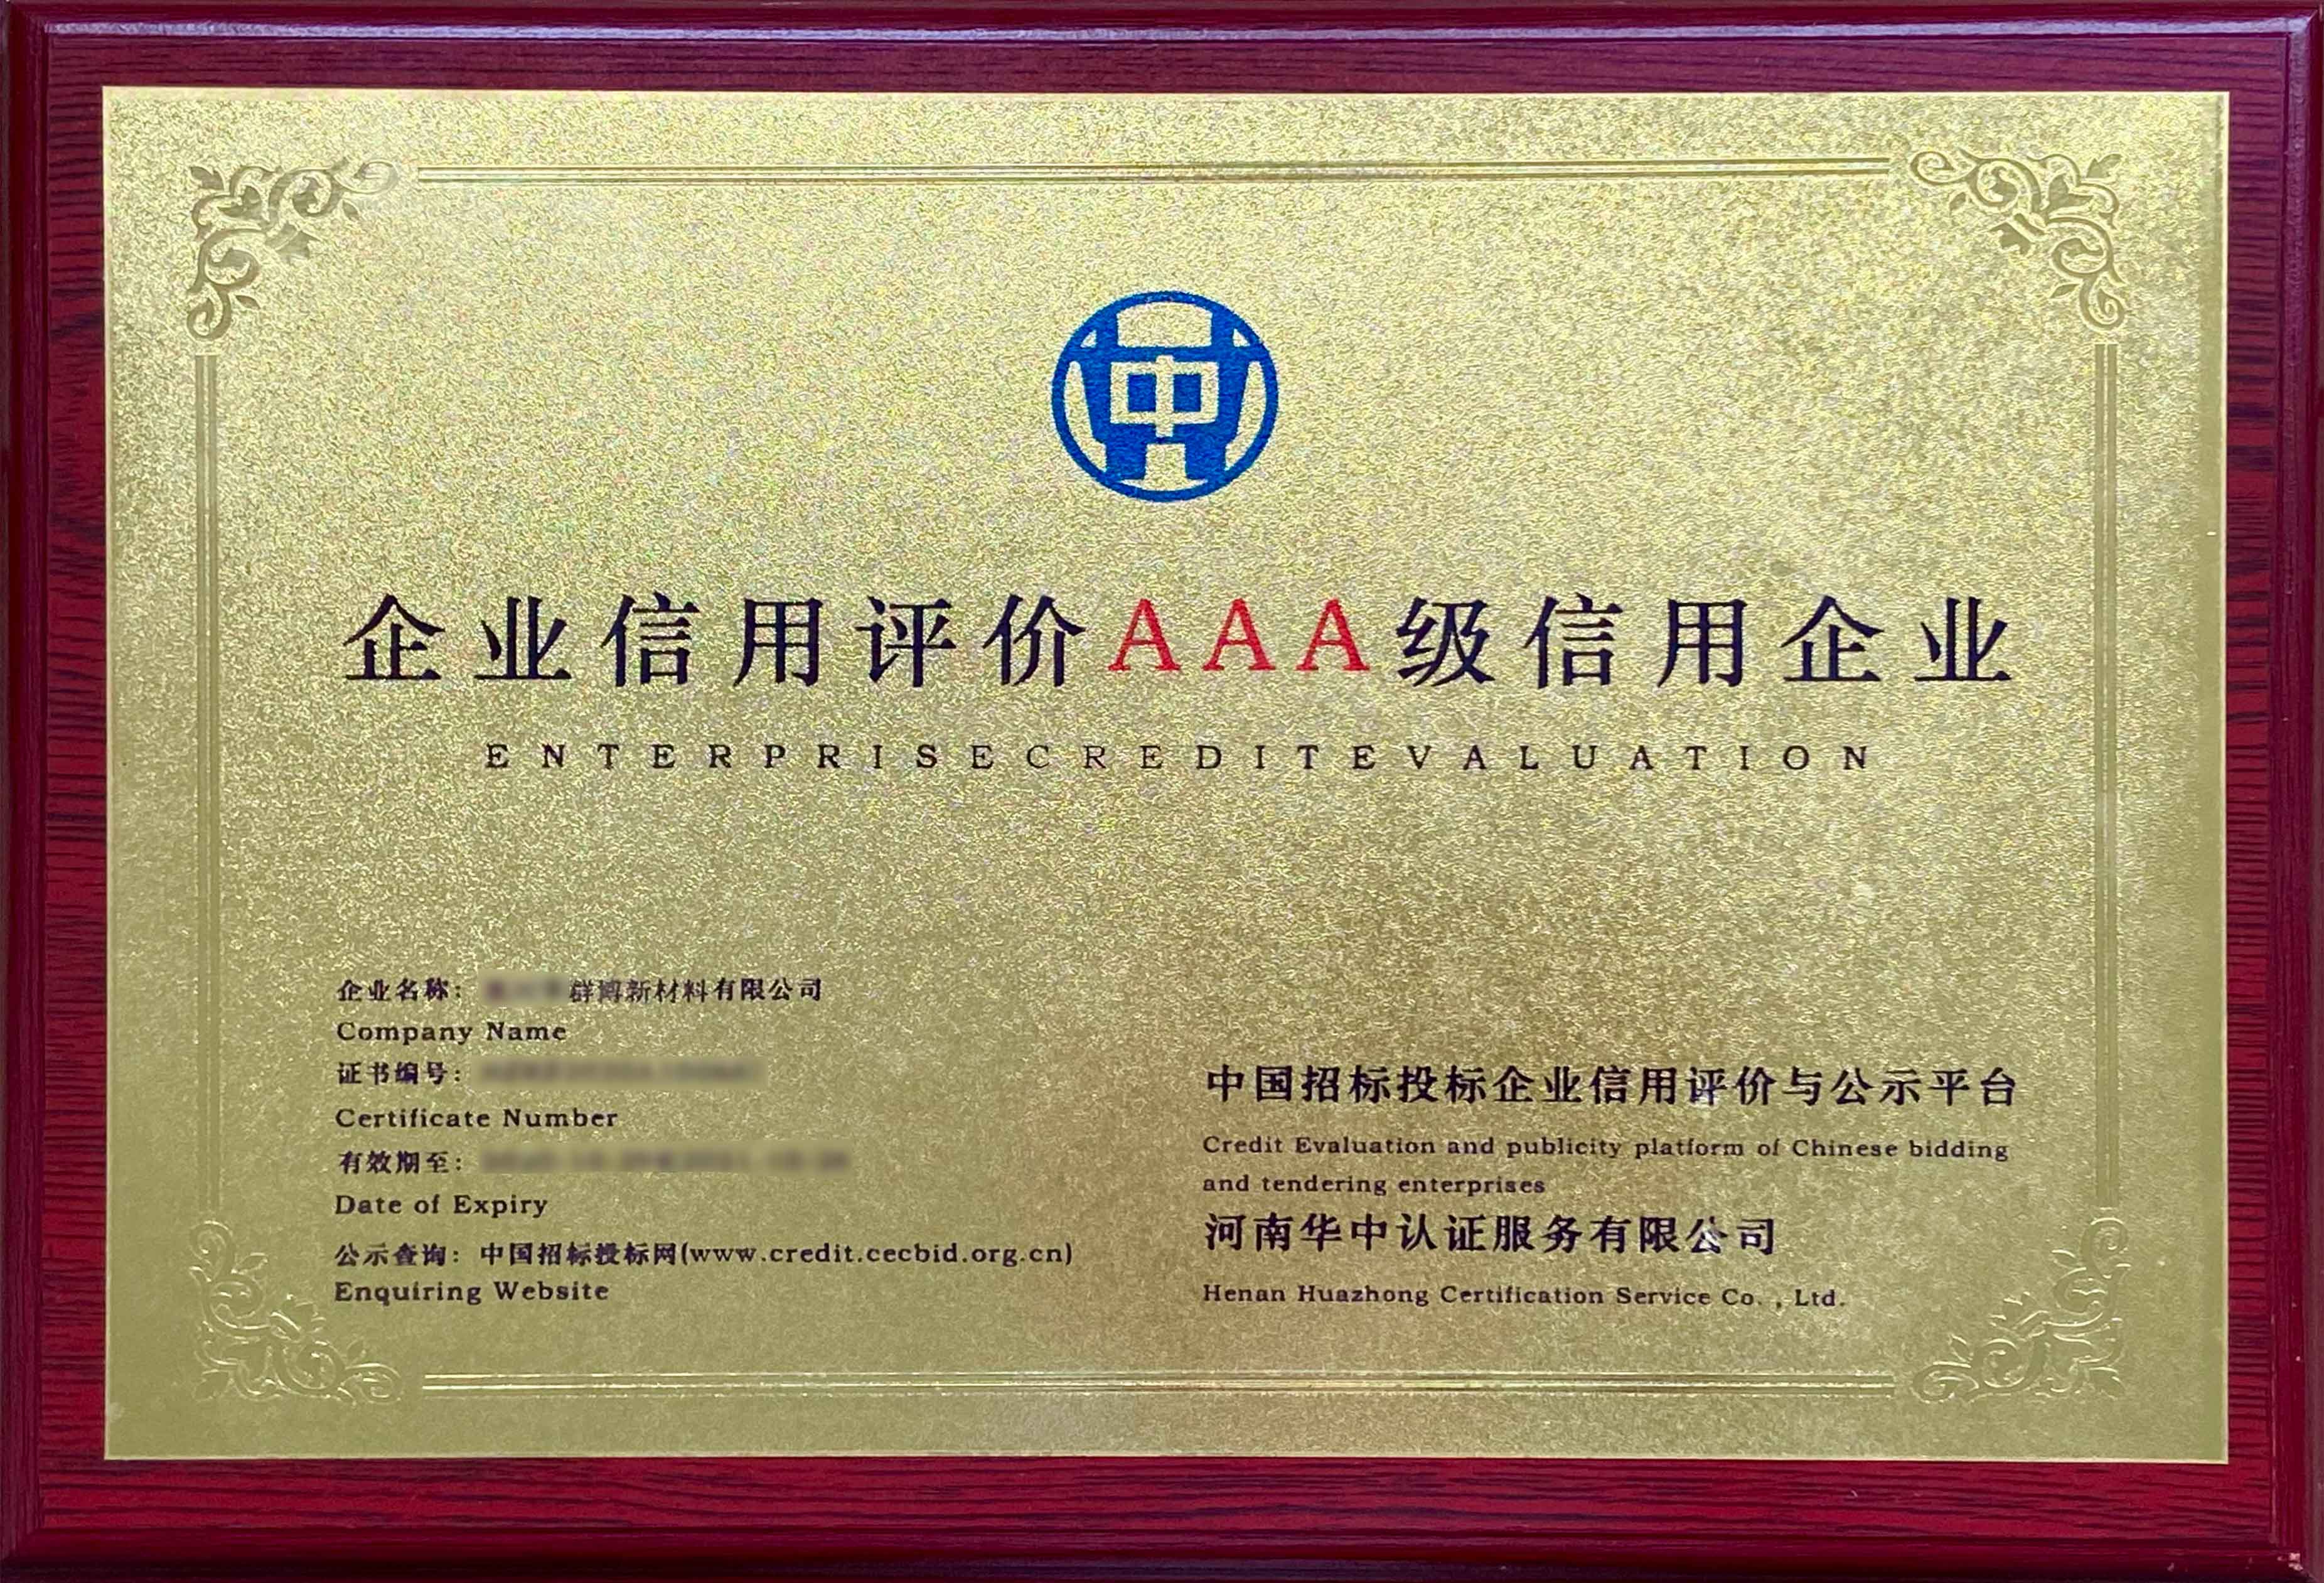 中
企业信用评价AAA级信用企业
ENTERPRISECREDITEVALUATION
企业名称： 群博新材料有限公司
Company Name
证书编号：
Certificate Number
有效期至：
Date of Expiry
公示查询：中国招标投标网(www.credit.cecbid.org.cn)
Enquiring Website
中国招标投标企业信用评价与公示平台
Credit Evaluation and publicity platform of Chinese bidding
and tendering enterprises
河南华中认证服务有限公司
Henan Huazhong Certification Service Co. , Ltd.